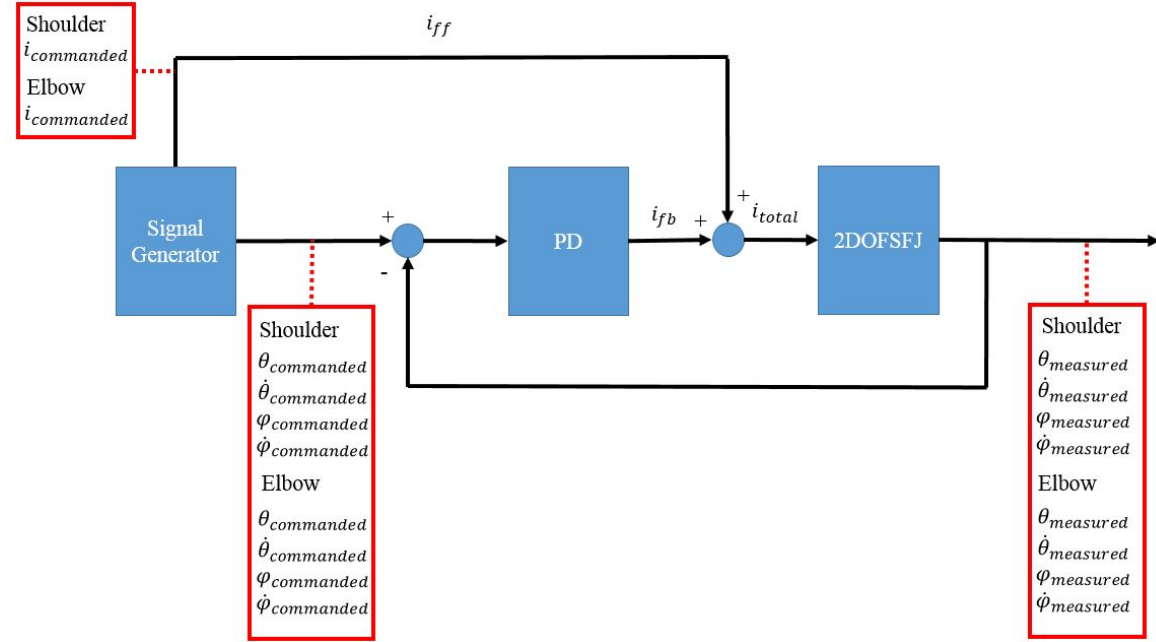 Shoulder
i_commanded
Elbow
i_commanded
i_ff
Signal
Generator
+
-
PD
i_fb
+
+
i_total
2DOFSFJ
Shoulder
θ_commanded
θ̇_commanded
φ_commanded
φ̇_commanded
Elbow
θ_commanded
θ̇_commanded
φ_commanded
φ̇_commanded
Shoulder
θ_measured
θ̇_measured
φ_measured
φ̇_measured
Elbow
θ_measured
θ̇_measured
φ_measured
φ̇_measured